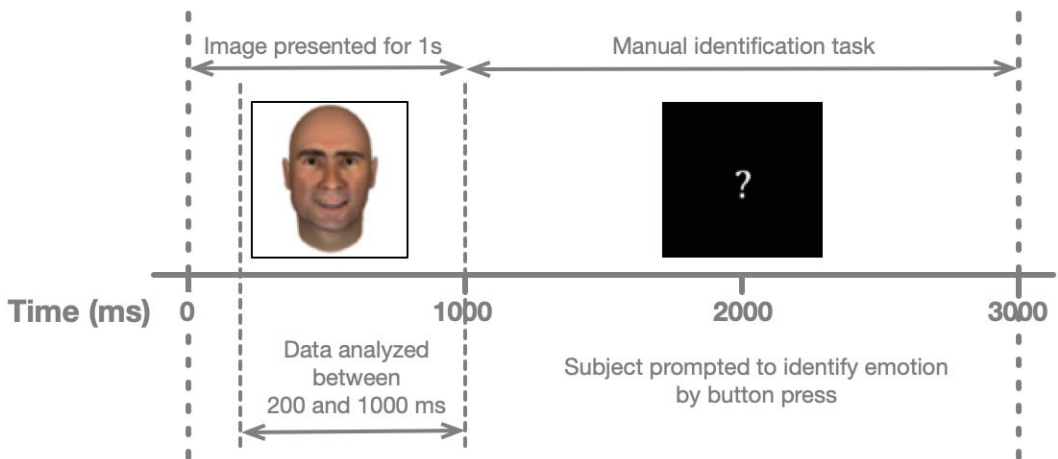 Image presented for 1s
Manual identification task
?
Time (ms) 0 1000 2000 3000
Data analyzed
between
200 and 1000 ms
Subject prompted to identify emotion
by button press